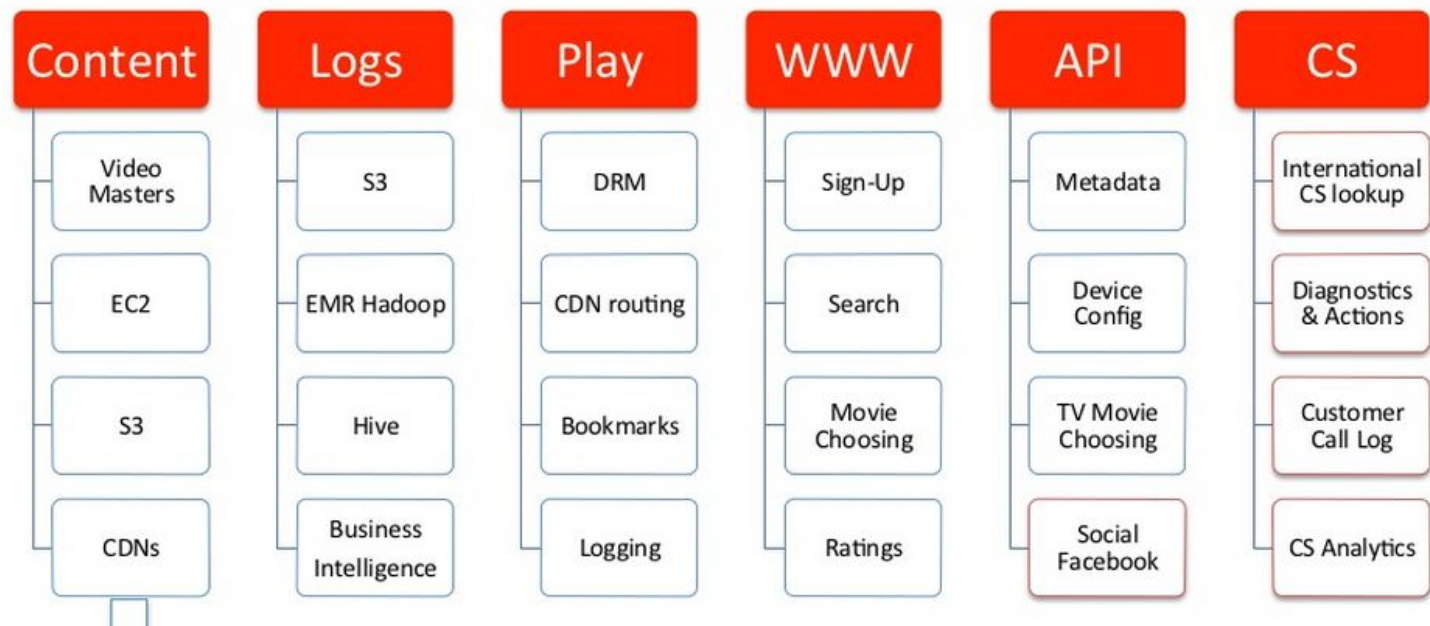 Content
Video
Masters
EC2
S3
CDNs
Logs
S3
EMR Hadoop
Hive
Business
Intelligence
Play
DRM
CDN routing
Bookmarks
Logging
WWW
Sign-Up
Search
Movie
Choosing
Ratings
API
Metadata
Device
Config
TV Movie
Choosing
Social
Facebook
CS
International
CS lookup
Diagnostics
& Actions
Customer
Call Log
CS Analytics